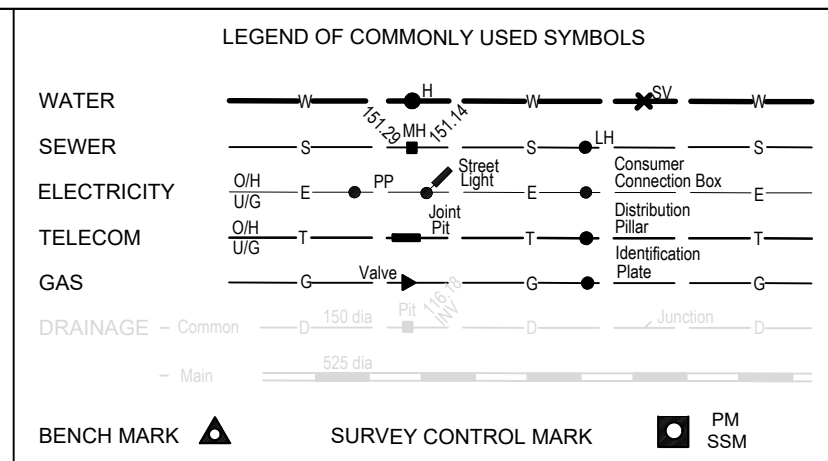 LEGEND OF COMMONLY USED SYMBOLS
WATER W H W SV W
151.29 151.14
SEWER S MH S LH S
ELECTRICITY O/H U/G E PP Street Light E Consumer Connection Box E
TELECOM O/H U/G T Joint Pit T Distribution Pillar T
GAS G Valve G Identification Plate G
DRAINAGE – Common D 150 dia Pit 116.78 INV D Junction D
– Main 525 dia
BENCH MARK SURVEY CONTROL MARK PM SSM